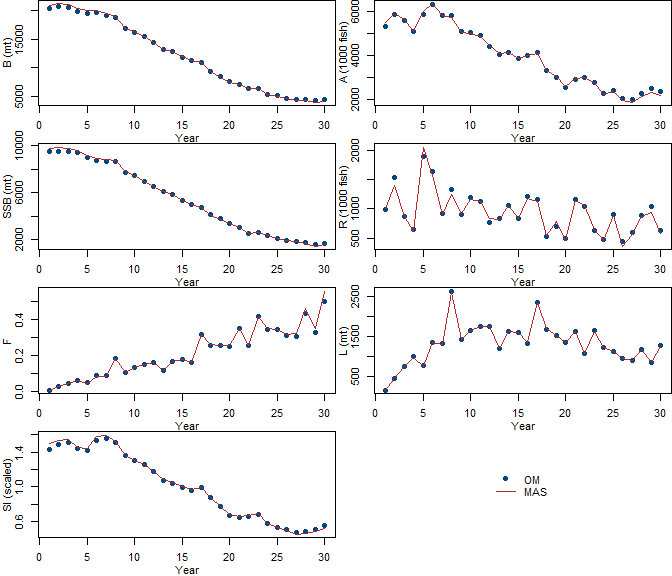 B (mt)
15000
5000
0 5 10 15 20 25 30
Year
A (1000 fish)
6000
4000
2000
0 5 10 15 20 25 30
Year
SSB (mt)
10000
6000
2000
0 5 10 15 20 25 30
Year
R (1000 fish)
2000
1000
500
0 5 10 15 20 25 30
Year
F
0.4
0.2
0.0
0 5 10 15 20 25 30
Year
L (mt)
2500
1500
500
0 5 10 15 20 25 30
Year
SI (scaled)
1.4
1.0
0.6
0 5 10 15 20 25 30
Year
OM
MAS